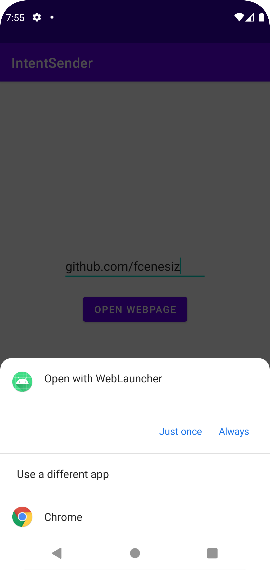 7:55
IntentSender
github.com/fcenesiz
OPEN WEBPAGE
Open with WebLauncher
Just once Always
Use a different app
Chrome